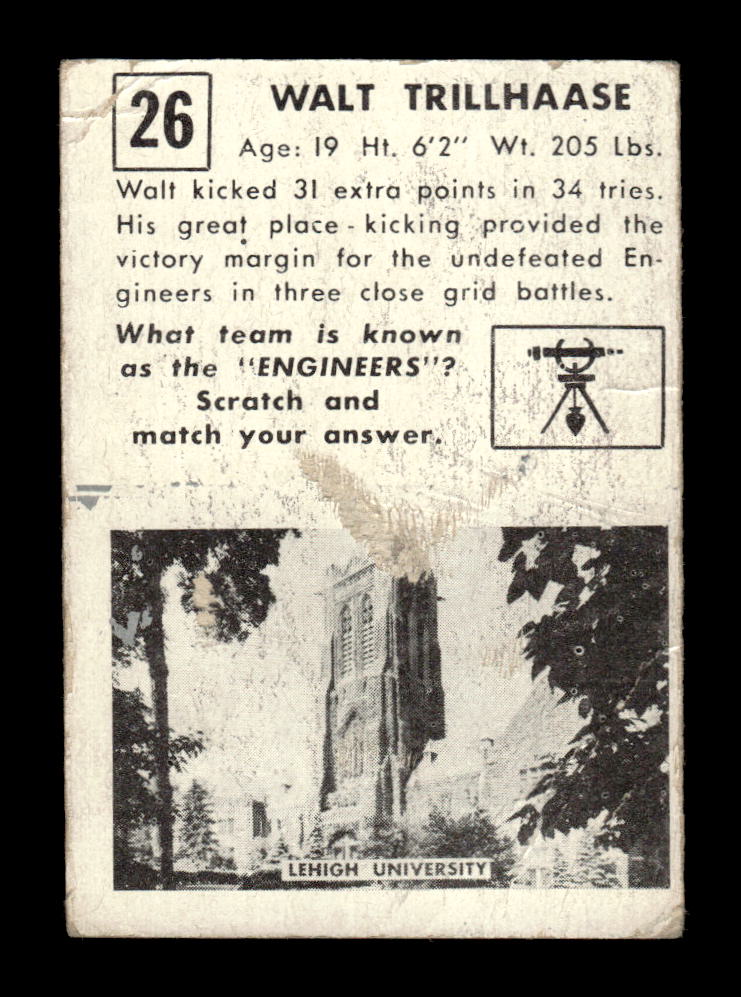 26
WALT TRILLHAASE
Age: 19 Ht. 6'2" Wt. 205 Lbs.
Walt kicked 31 extra points in 34 tries.
His great place-kicking provided the
victory margin for the undefeated En-
gineers in three close grid battles.
What team is known
as the "ENGINEERS"?
Scratch and
match your answer.
LEHIGH UNIVERSITY